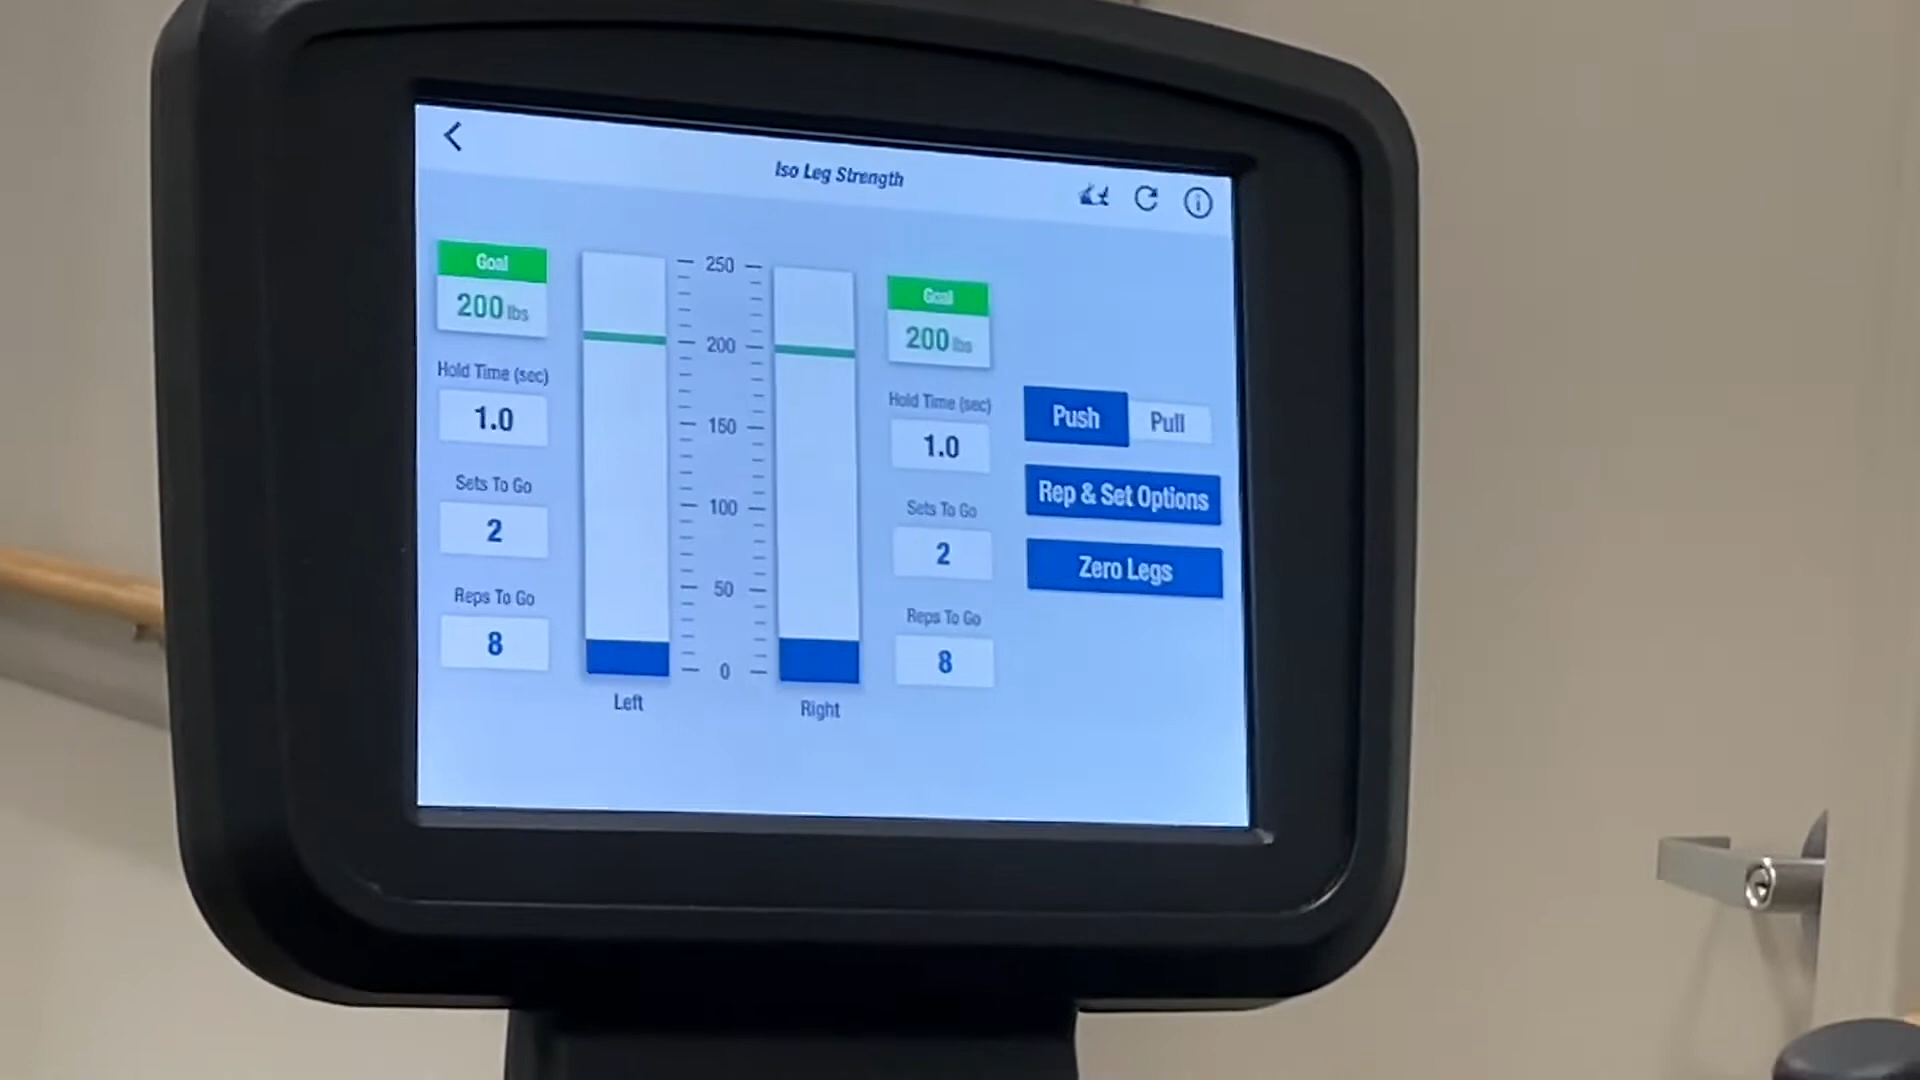 Iso Leg Strength
Goal
200 lbs
Hold Time (sec)
1.0
Sets To Go
2
Reps To Go
8
250
200
150
100
50
0
Left
Right
Goal
200 lbs
Hold Time (sec)
1.0
Sets To Go
2
Reps To Go
8
Push
Pull
Rep & Set Options
Zero Legs